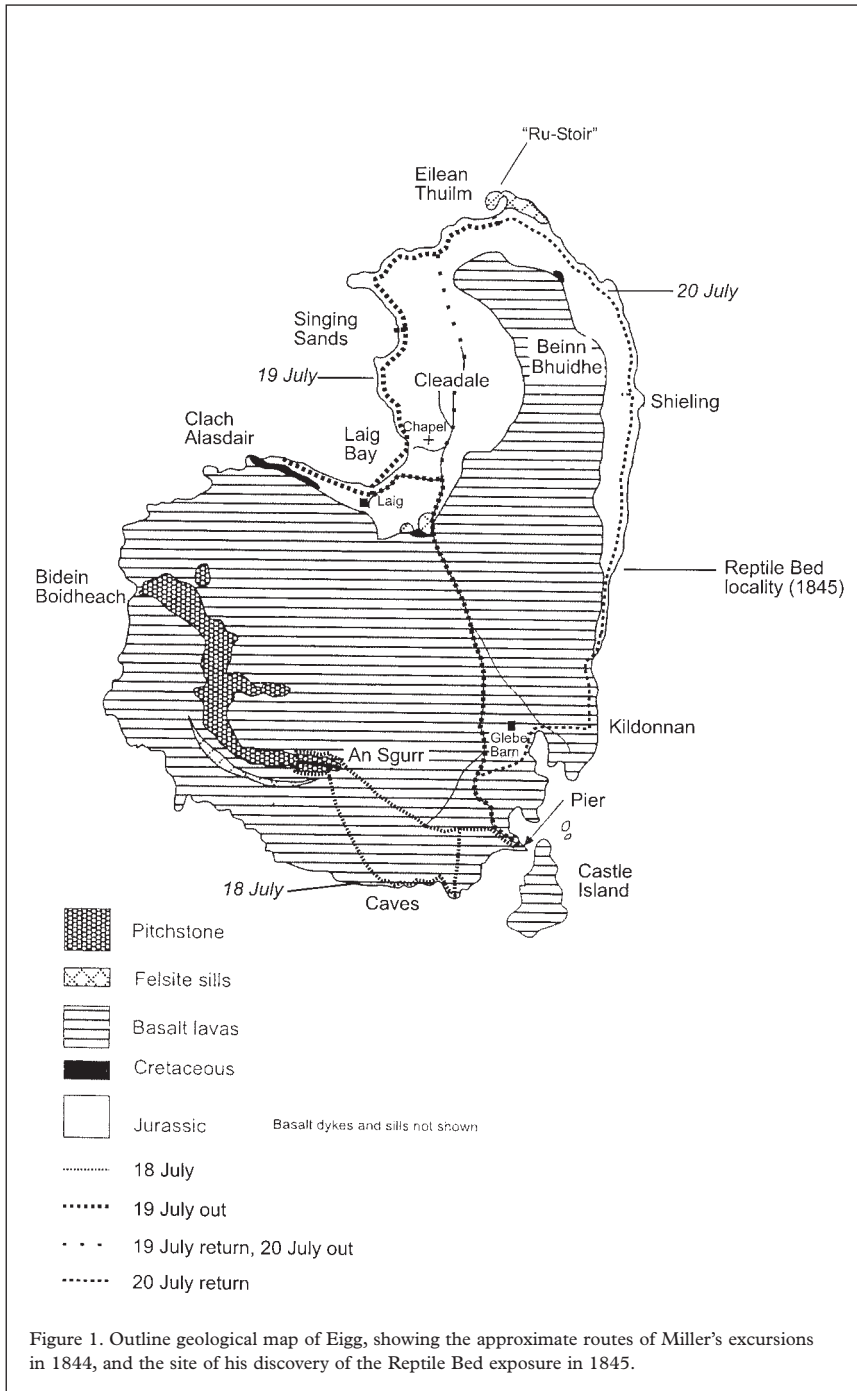 "Ru-Stoir"
Eilean
Thuilm
20 July
Singing
Sands
Beinn
Bhuidhe
19 July
Cleadale
Shieling
Clach
Alasdair
Laig
Bay
Chapel
Laig
Bidein
Boidheach
Reptile Bed
locality (1845)
An Sgurr
Glebe
Barn
Kildonnan
Pier
18 July
Caves
Castle
Island
Pitchstone
Felsite sills
Basalt lavas
Cretaceous
Jurassic
Basalt dykes and sills not shown
18 July
19 July out
19 July return, 20 July out
20 July return
Figure 1. Outline geological map of Eigg, showing the approximate routes of Miller's excursions
in 1844, and the site of his discovery of the Reptile Bed exposure in 1845.